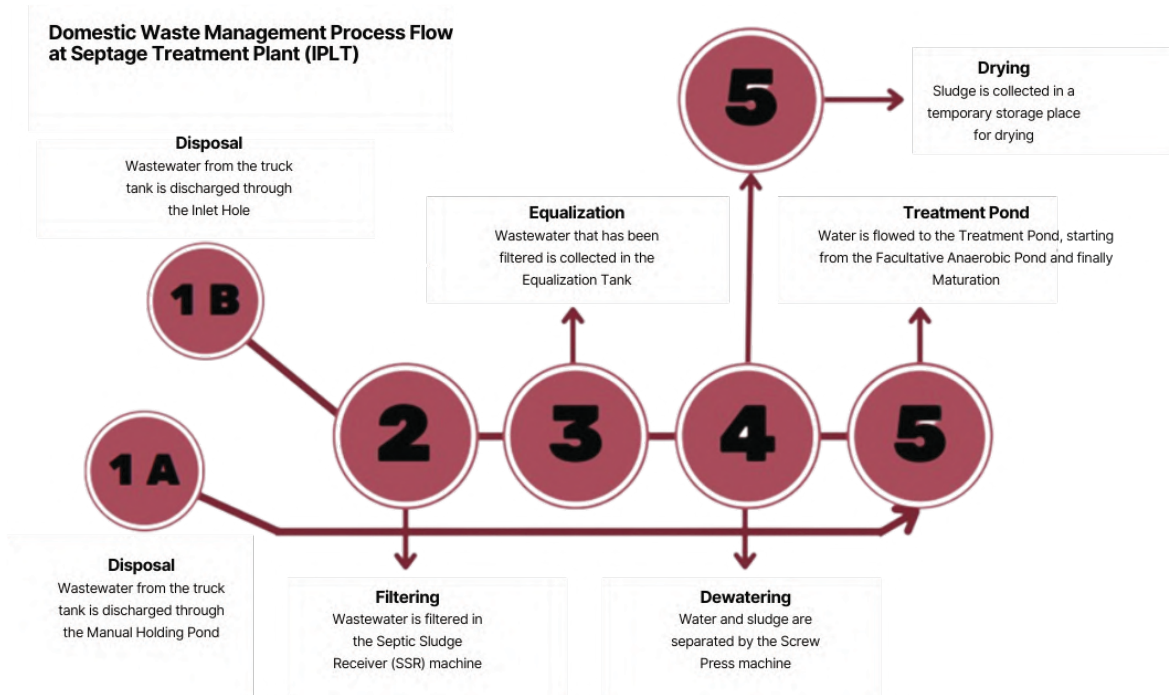 Domestic Waste Management Process Flow
at Septage Treatment Plant (IPLT)
Disposal
Wastewater from the truck
tank is discharged through
the Inlet Hole
1 B
1 A
Disposal
Wastewater from the truck
tank is discharged through
the Manual Holding Pond
2
Filtering
Wastewater is filtered in
the Septic Sludge
Receiver (SSR) machine
3
Equalization
Wastewater that has been
filtered is collected in the
Equalization Tank
4
Dewatering
Water and sludge are
separated by the Screw
Press machine
5
Drying
Sludge is collected in a
temporary storage place
for drying
5
Treatment Pond
Water is flowed to the Treatment Pond, starting
from the Facultative Anaerobic Pond and finally
Maturation